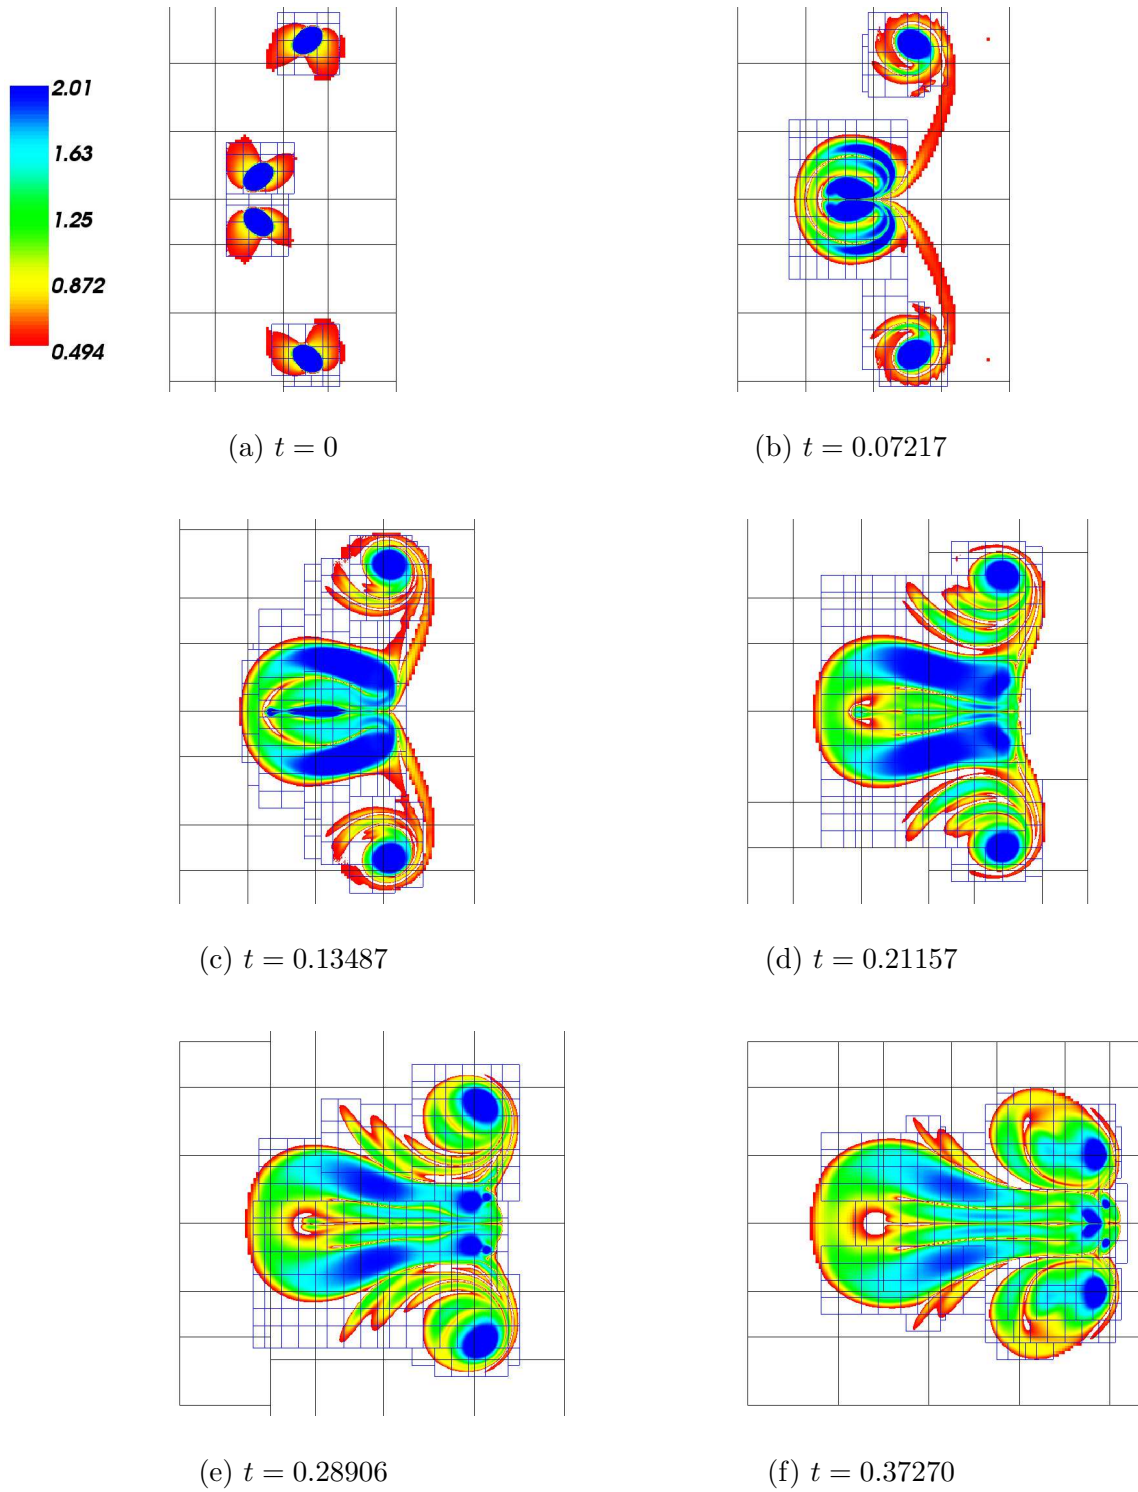 2.01
1.63
1.25
0.872
0.494
(a) t = 0
(b) t = 0.07217
(c) t = 0.13487
(d) t = 0.21157
(e) t = 0.28906
(f) t = 0.37270